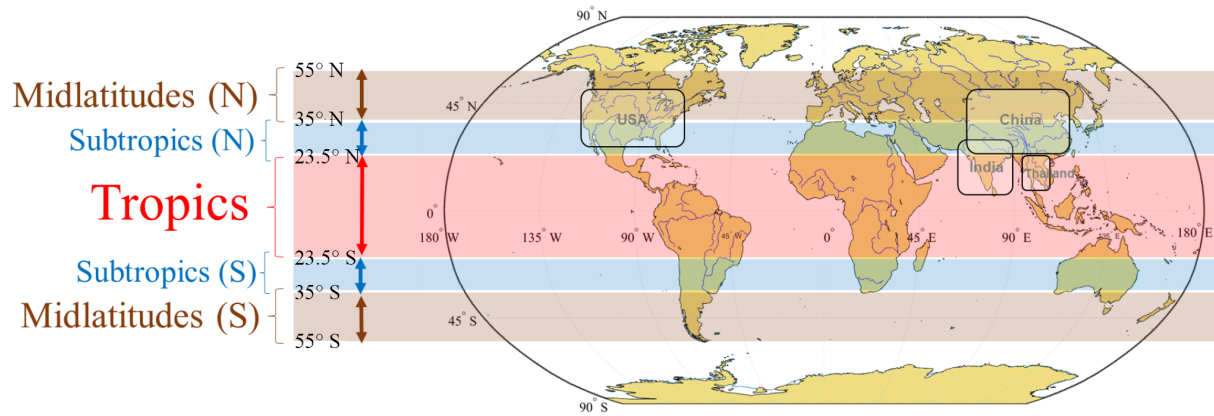 90° N
55° N
Midlatitudes (N)
45° N
35° N
USA
China
Subtropics (N)
23.5° N
India
Thailand
Tropics
0°
180° W
135° W
90° W
45° W
0°
45° E
90° E
135° E
180° E
23.5° S
Subtropics (S)
35° S
Midlatitudes (S)
45° S
55° S
90° S